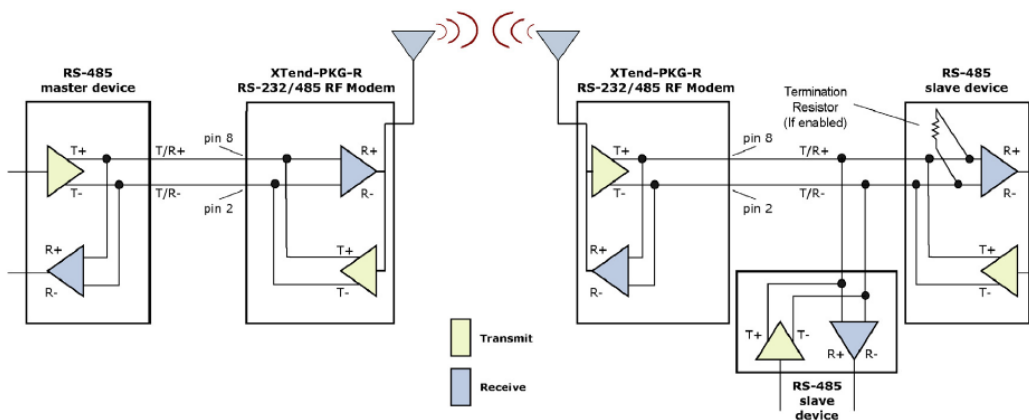 RS-485
master device
T+
T-
R+
R-
T/R+
T/R-
pin 8
pin 2
XTend-PKG-R
RS-232/485 RF Modem
R+
R-
T+
T-
XTend-PKG-R
RS-232/485 RF Modem
T+
T-
R+
R-
pin 8
T/R+
T/R-
pin 2
Termination
Resistor
(If enabled)
RS-485
slave device
R+
R-
T+
T-
T+
T-
R+
R-
RS-485
slave
device
Transmit
Receive